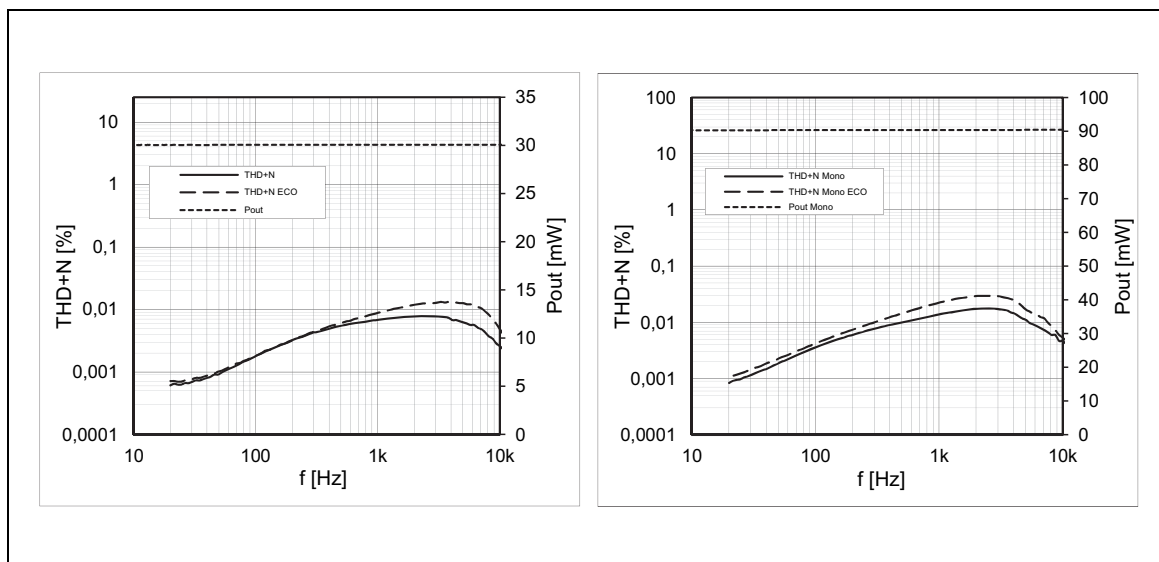 THD+N [%]
10
1
0,1
0,01
0,001
0,0001
THD+N
THD+N ECO
Pout
35
30
25
20
15
10
5
0
Pout [mW]
10
100
1k
10k
f [Hz]
THD+N [%]
100
10
1
0,1
0,01
0,001
0,0001
THD+N Mono
THD+N Mono ECO
Pout Mono
100
90
80
70
60
50
40
30
20
10
0
Pout [mW]
10
100
1k
10k
f [Hz]